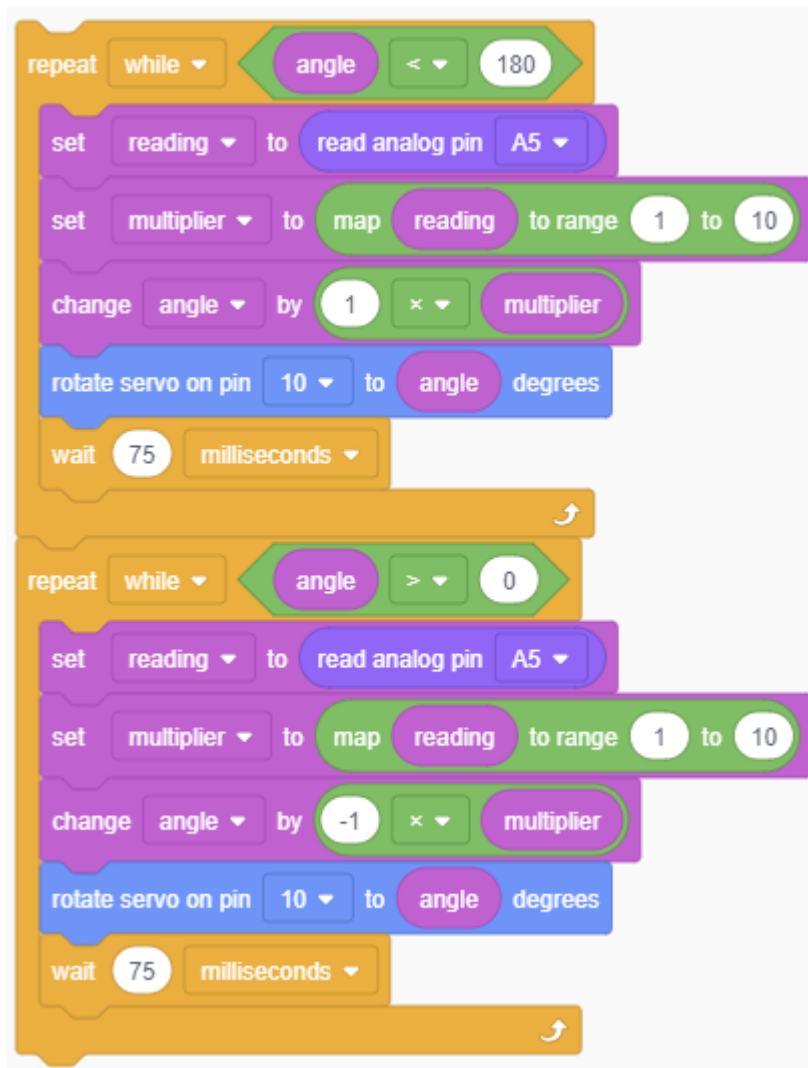 repeat while angle < 180
set reading to read analog pin A5
set multiplier to map reading to range 1 to 10
change angle by 1 × multiplier
rotate servo on pin 10 to angle degrees
wait 75 milliseconds
repeat while angle > 0
set reading to read analog pin A5
set multiplier to map reading to range 1 to 10
change angle by -1 × multiplier
rotate servo on pin 10 to angle degrees
wait 75 milliseconds